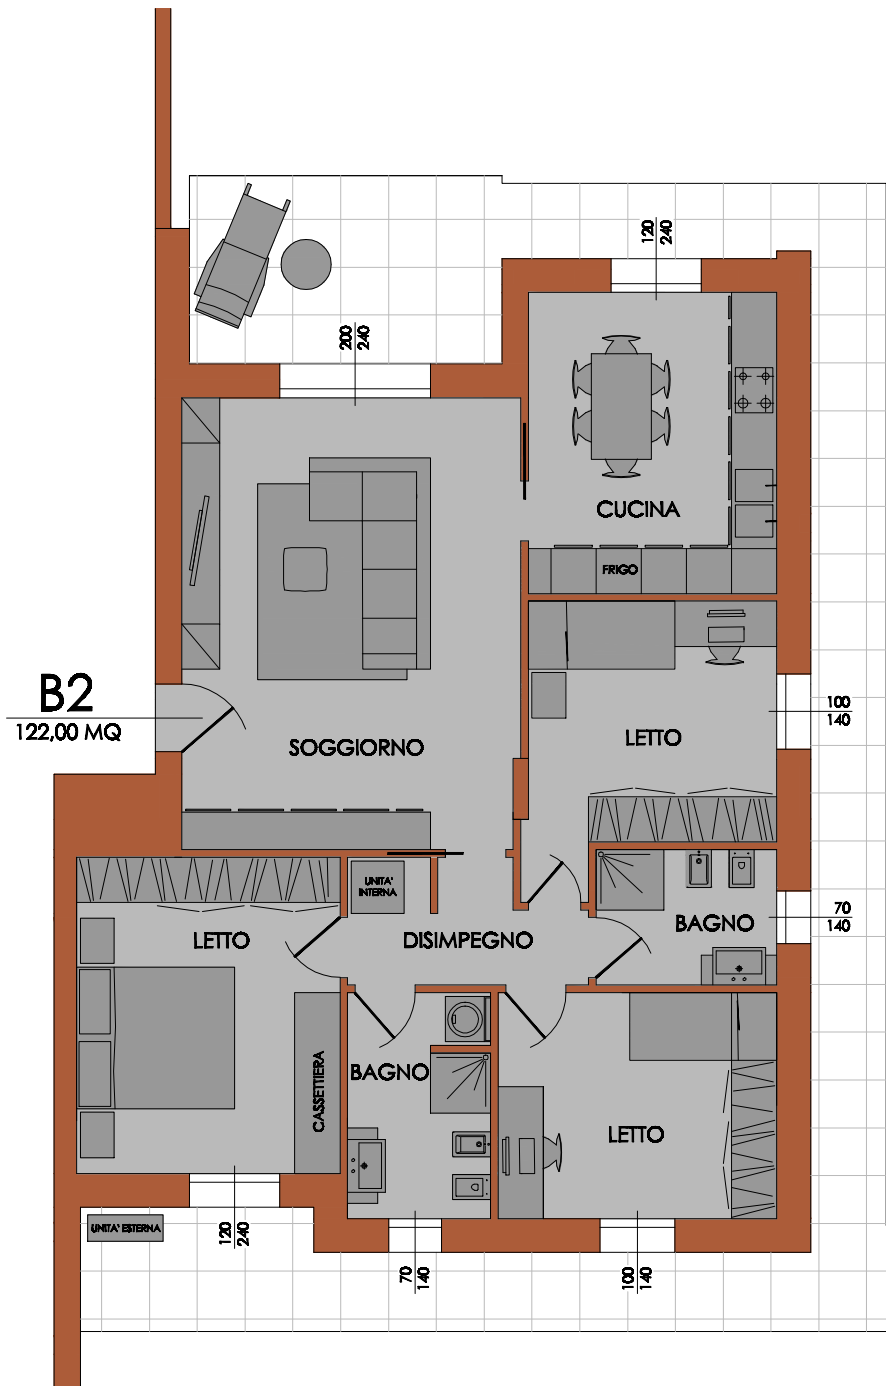 120
240
200
240
CUCINA
FRIGO
B2
122,00 MQ
100
140
LETTO
SOGGIORNO
UNITA'
INTERNA
70
140
BAGNO
LETTO
DISIMPEGNO
BAGNO
CASSETTIERA
LETTO
UNITA' ESTERNA
120
240
70
140
100
140